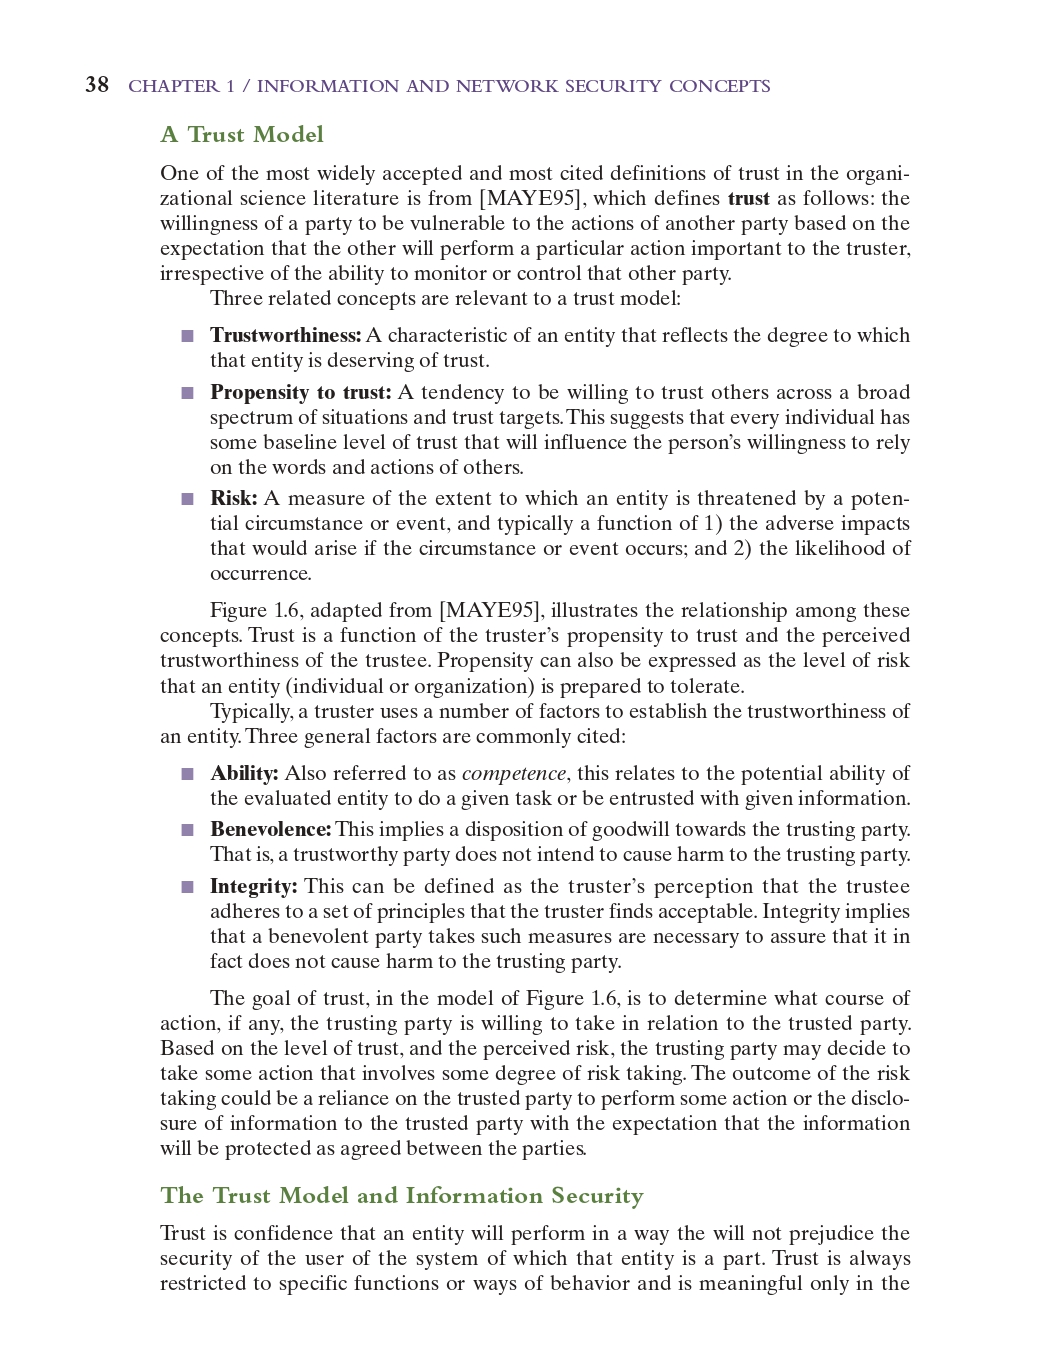 38 CHAPTER 1 / INFORMATION AND NETWORK SECURITY CONCEPTS
A Trust Model
One of the most widely accepted and most cited definitions of trust in the organi-
zational science literature is from [MAYE95], which defines trust as follows: the
willingness of a party to be vulnerable to the actions of another party based on the
expectation that the other will perform a particular action important to the truster,
irrespective of the ability to monitor or control that other party.
Three related concepts are relevant to a trust model:
■ Trustworthiness: A characteristic of an entity that reflects the degree to which
that entity is deserving of trust.
■ Propensity to trust: A tendency to be willing to trust others across a broad
spectrum of situations and trust targets. This suggests that every individual has
some baseline level of trust that will influence the person’s willingness to rely
on the words and actions of others.
■ Risk: A measure of the extent to which an entity is threatened by a poten-
tial circumstance or event, and typically a function of 1) the adverse impacts
that would arise if the circumstance or event occurs; and 2) the likelihood of
occurrence.
Figure 1.6, adapted from [MAYE95], illustrates the relationship among these
concepts. Trust is a function of the truster’s propensity to trust and the perceived
trustworthiness of the trustee. Propensity can also be expressed as the level of risk
that an entity (individual or organization) is prepared to tolerate.
Typically, a truster uses a number of factors to establish the trustworthiness of
an entity. Three general factors are commonly cited:
■ Ability: Also referred to as competence, this relates to the potential ability of
the evaluated entity to do a given task or be entrusted with given information.
■ Benevolence: This implies a disposition of goodwill towards the trusting party.
That is, a trustworthy party does not intend to cause harm to the trusting party.
■ Integrity: This can be defined as the truster’s perception that the trustee
adheres to a set of principles that the truster finds acceptable. Integrity implies
that a benevolent party takes such measures are necessary to assure that it in
fact does not cause harm to the trusting party.
The goal of trust, in the model of Figure 1.6, is to determine what course of
action, if any, the trusting party is willing to take in relation to the trusted party.
Based on the level of trust, and the perceived risk, the trusting party may decide to
take some action that involves some degree of risk taking. The outcome of the risk
taking could be a reliance on the trusted party to perform some action or the disclo-
sure of information to the trusted party with the expectation that the information
will be protected as agreed between the parties.
The Trust Model and Information Security
Trust is confidence that an entity will perform in a way the will not prejudice the
security of the user of the system of which that entity is a part. Trust is always
restricted to specific functions or ways of behavior and is meaningful only in the